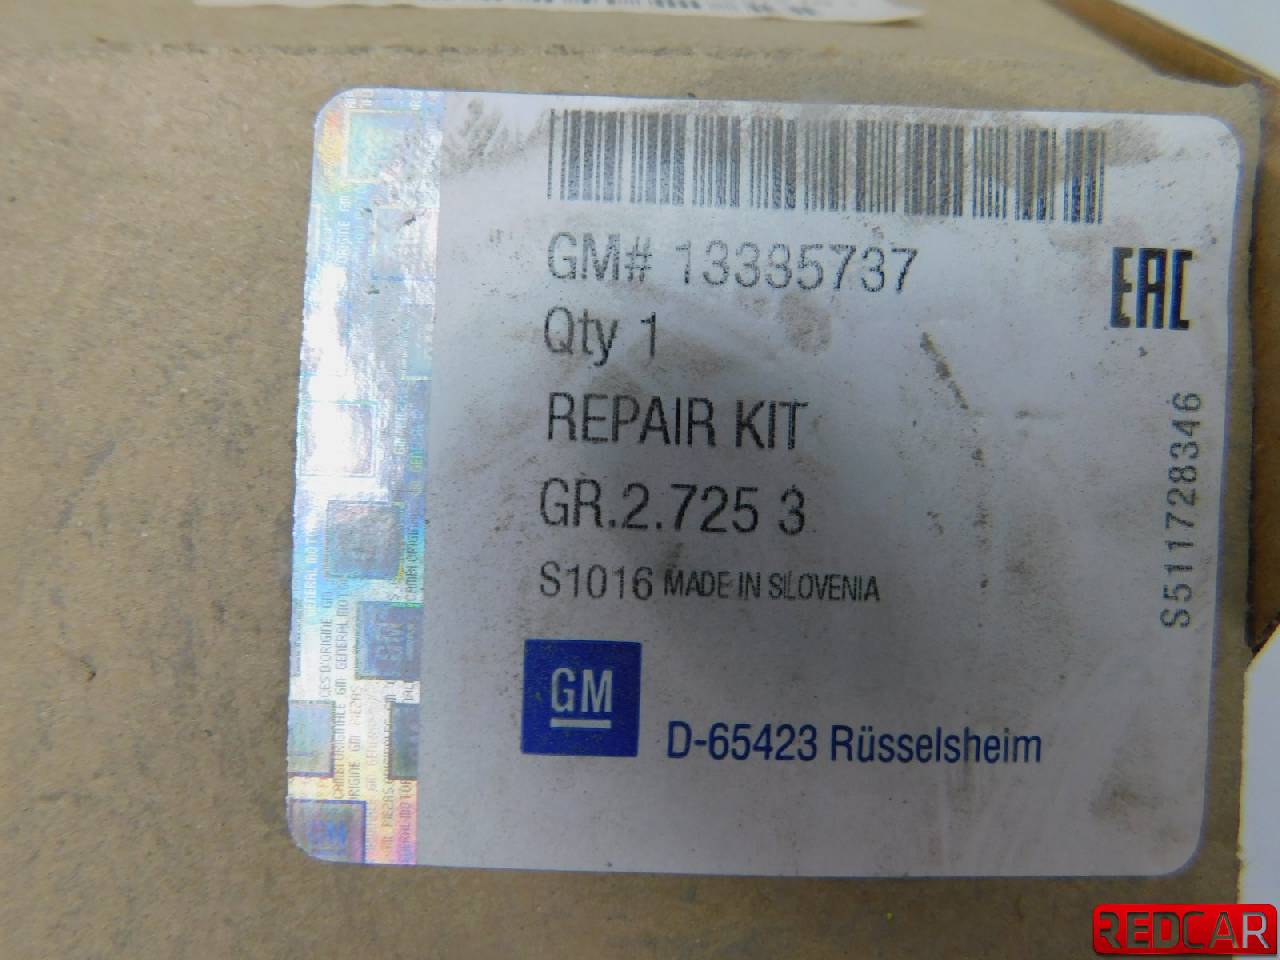 GM# 13335737
EAC
Qty 1
REPAIR KIT
GR.2.725 3
S1016 MADE IN SLOVENIA
S511728346
GM
D-65423 Rüsselsheim
REDCAR